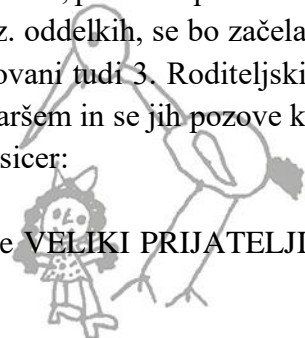 z. oddelkih, se bo začela
ovani tudi 3. Roditeljski
aršem in se jih pozove k
sicer:
e VELIKI PRIJATELJI